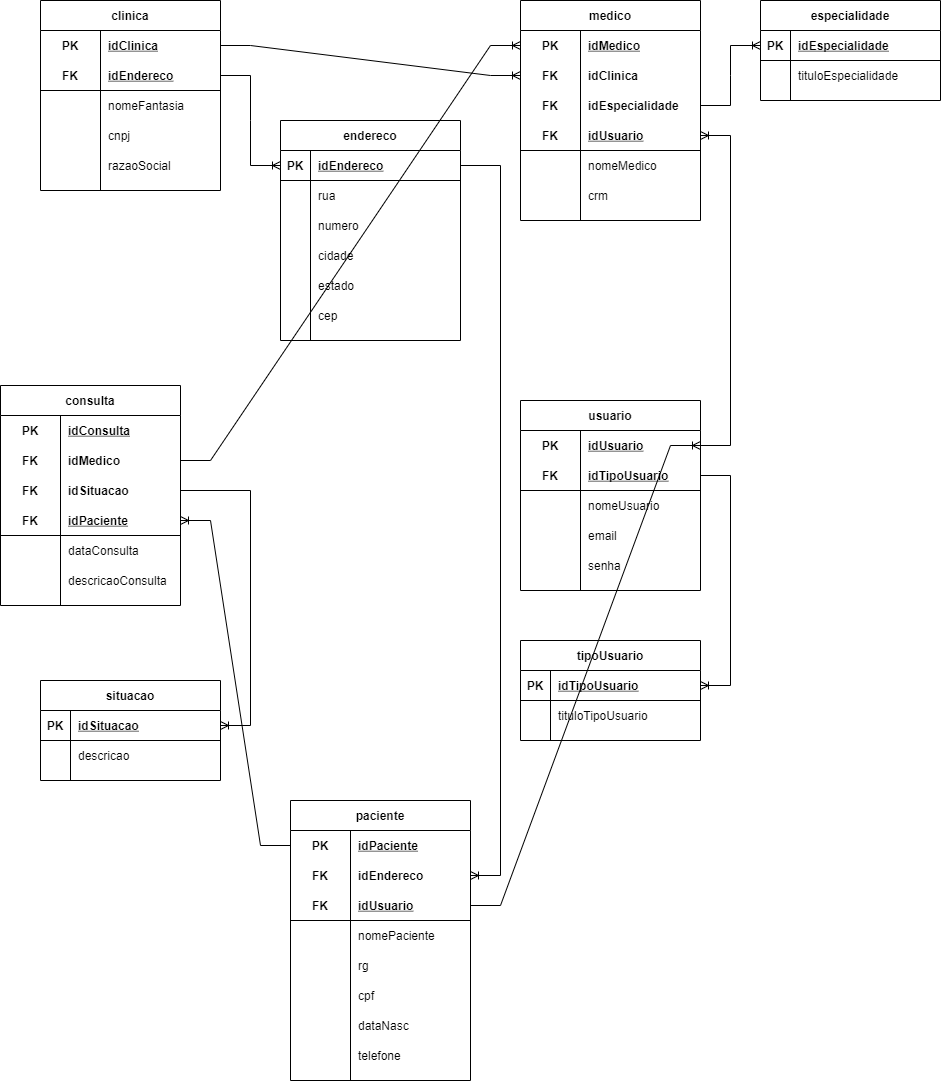 clinica
PK idClinica
FK idEndereco
nomeFantasia
cnpj
razaoSocial
medico
PK idMedico
FK idClinica
FK idEspecialidade
FK idUsuario
nomeMedico
crm
especialidade
PK idEspecialidade
tituloEspecialidade
endereco
PK idEndereco
rua
numero
cidade
estado
cep
consulta
PK idConsulta
FK idMedico
FK idSituacao
FK idPaciente
dataConsulta
descricaoConsulta
usuario
PK idUsuario
FK idTipoUsuario
nomeUsuario
email
senha
tipoUsuario
PK idTipoUsuario
tituloTipoUsuario
situacao
PK idSituacao
descricao
paciente
PK idPaciente
FK idEndereco
FK idUsuario
nomePaciente
rg
cpf
dataNasc
telefone